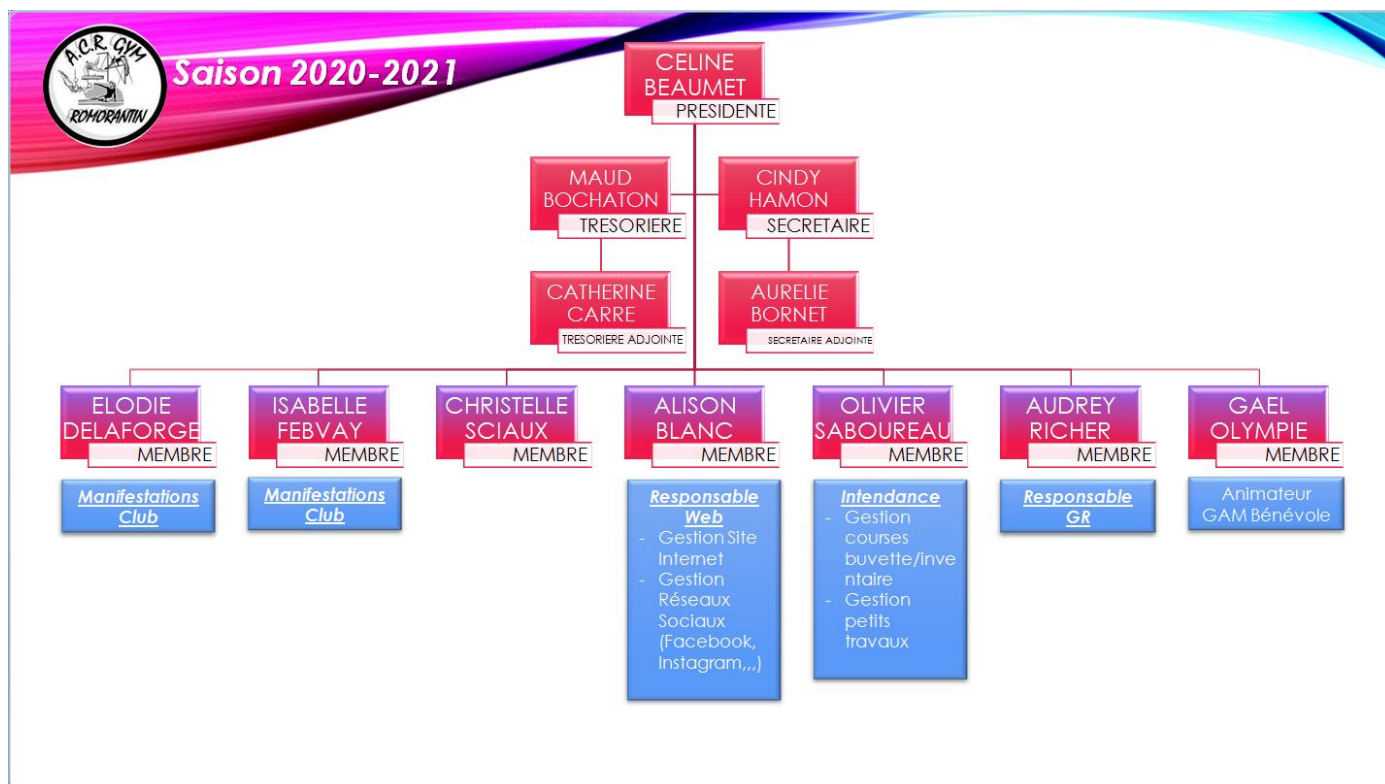 A.C.R. GYM
ROMORANTIN
Saison 2020-2021
CELINE
BEAUMET
PRESIDENTE
MAUD
BOCHATON
TRESORIERE
CINDY
HAMON
SECRETAIRE
CATHERINE
CARRE
TRESORIERE ADJOINTE
AURELIE
BORNET
SECRETAIRE ADJOINTE
ELODIE
DELAFORGE
MEMBRE
Manifestations
Club
ISABELLE
FEBVAY
MEMBRE
Manifestations
Club
CHRISTELLE
SCIAUX
MEMBRE
ALISON
BLANC
MEMBRE
Responsable
Web
- Gestion Site
Internet
- Gestion
Réseaux
Sociaux
(Facebook,
Instagram,,,)
OLIVIER
SABOUREAU
MEMBRE
Intendance
- Gestion
courses
buvette/inve
ntaire
- Gestion
petits
travaux
AUDREY
RICHER
MEMBRE
Responsable
GR
GAEL
OLYMPIE
MEMBRE
Animateur
GAM Bénévole